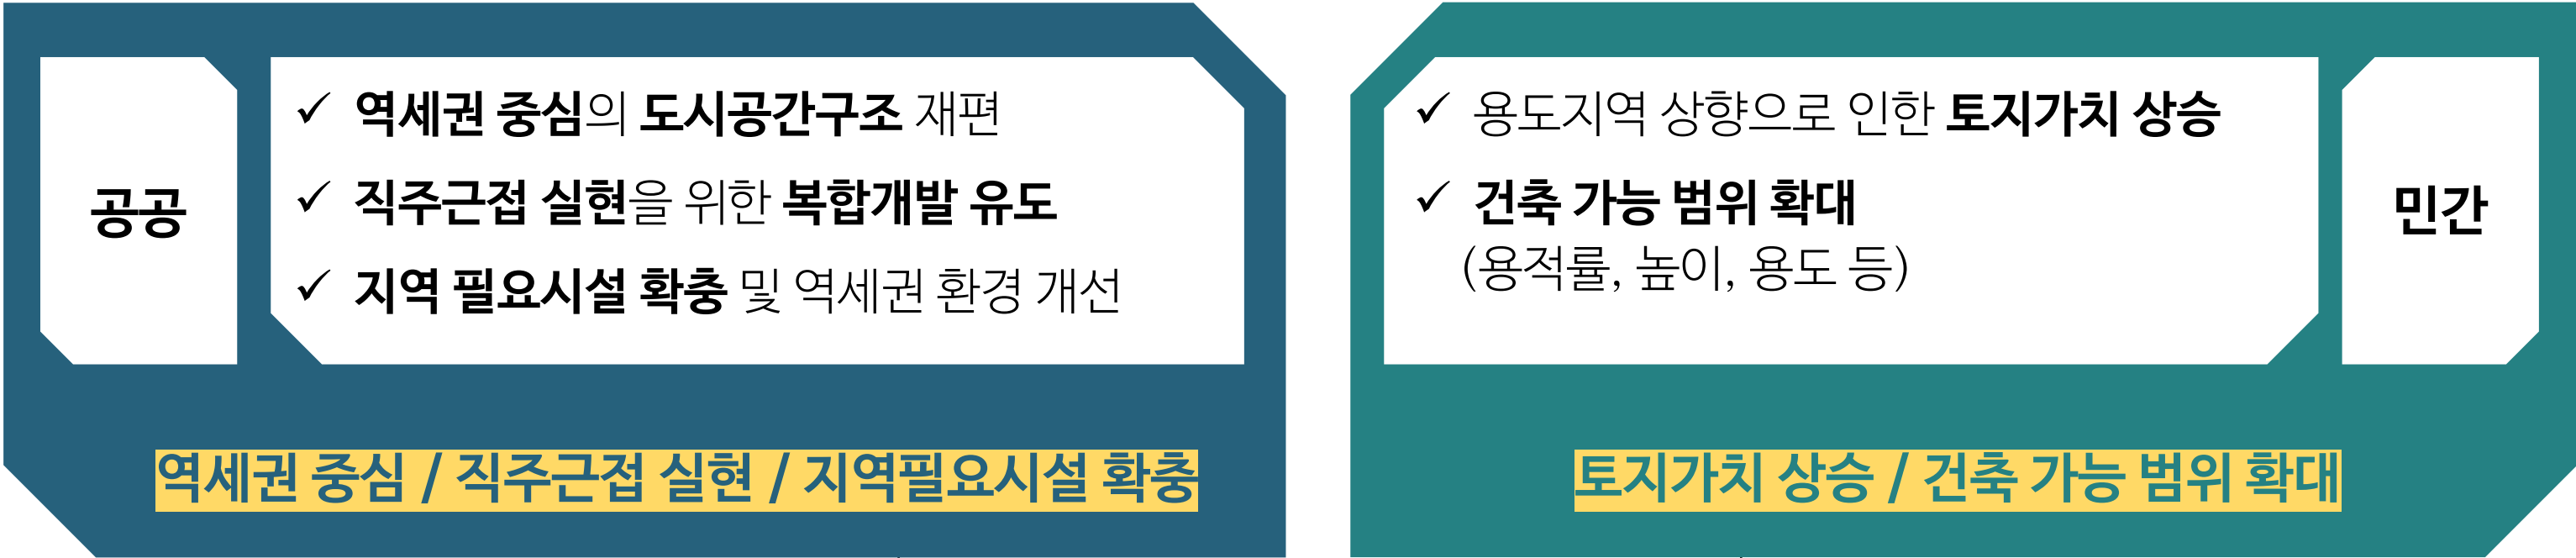 공공
✓ 역세권 중심의 도시공간구조 재편
✓ 직주근접 실현을 위한 복합개발 유도
✓ 지역 필요시설 확충 및 역세권 환경 개선
역세권 중심 / 직주근접 실현 / 지역필요시설 확충
✓ 용도지역 상향으로 인한 토지가치 상승
✓ 건축 가능 범위 확대
(용적률, 높이, 용도 등)
민간
토지가치 상승 / 건축 가능 범위 확대